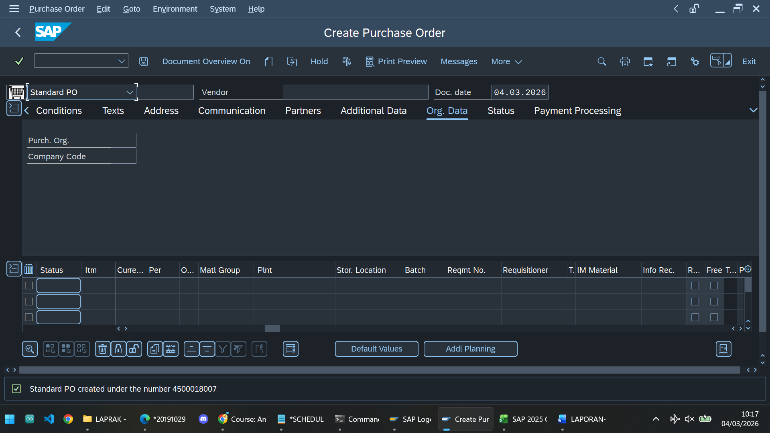 Purchase Order Edit Goto Environment System Help
SAP
Create Purchase Order
Document Overview On Hold Print Preview Messages More Exit
Standard PO Vendor Doc. date 04.03.2026
Conditions Texts Address Communication Partners Additional Data Org. Data Status Payment Processing
Purch. Org.
Company Code
Status Itm Curre... Per O... Matl Group Plnt Stor. Location Batch Reqmt No. Requisitioner T. IM Material Info Rec. R... Free T... P
Default Values Addl Planning
Standard PO created under the number 4500018007
LAPRAK - *20191029 Course: An *SCHEDUL Comman SAP Log Create Pur SAP 2025 LAPORAN-
10:17
04/03/2026